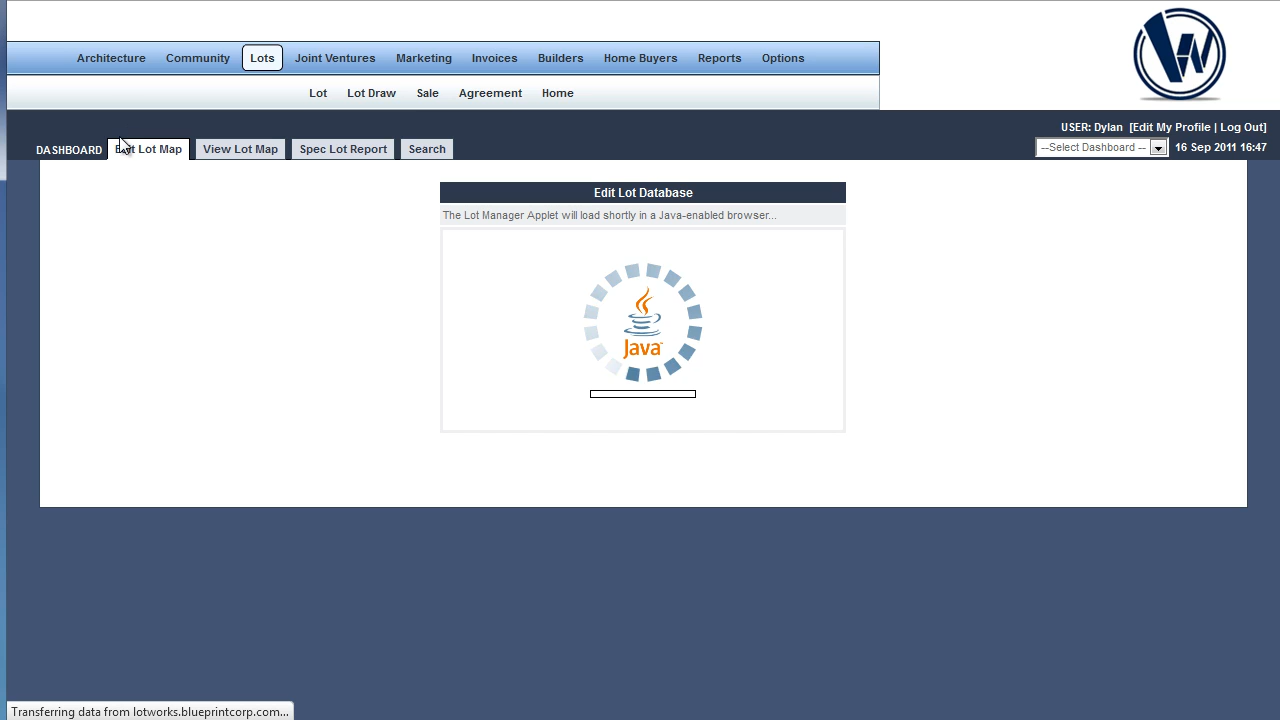 Architecture Community Lots Joint Ventures Marketing Invoices Builders Home Buyers Reports Options
Lot Lot Draw Sale Agreement Home
USER: Dylan [Edit My Profile | Log Out]
DASHBOARD Edit Lot Map View Lot Map Spec Lot Report Search --Select Dashboard -- 16 Sep 2011 16:47
Edit Lot Database
The Lot Manager Applet will load shortly in a Java-enabled browser...
Java
Transferring data from lotworks.blueprintcorp.com...